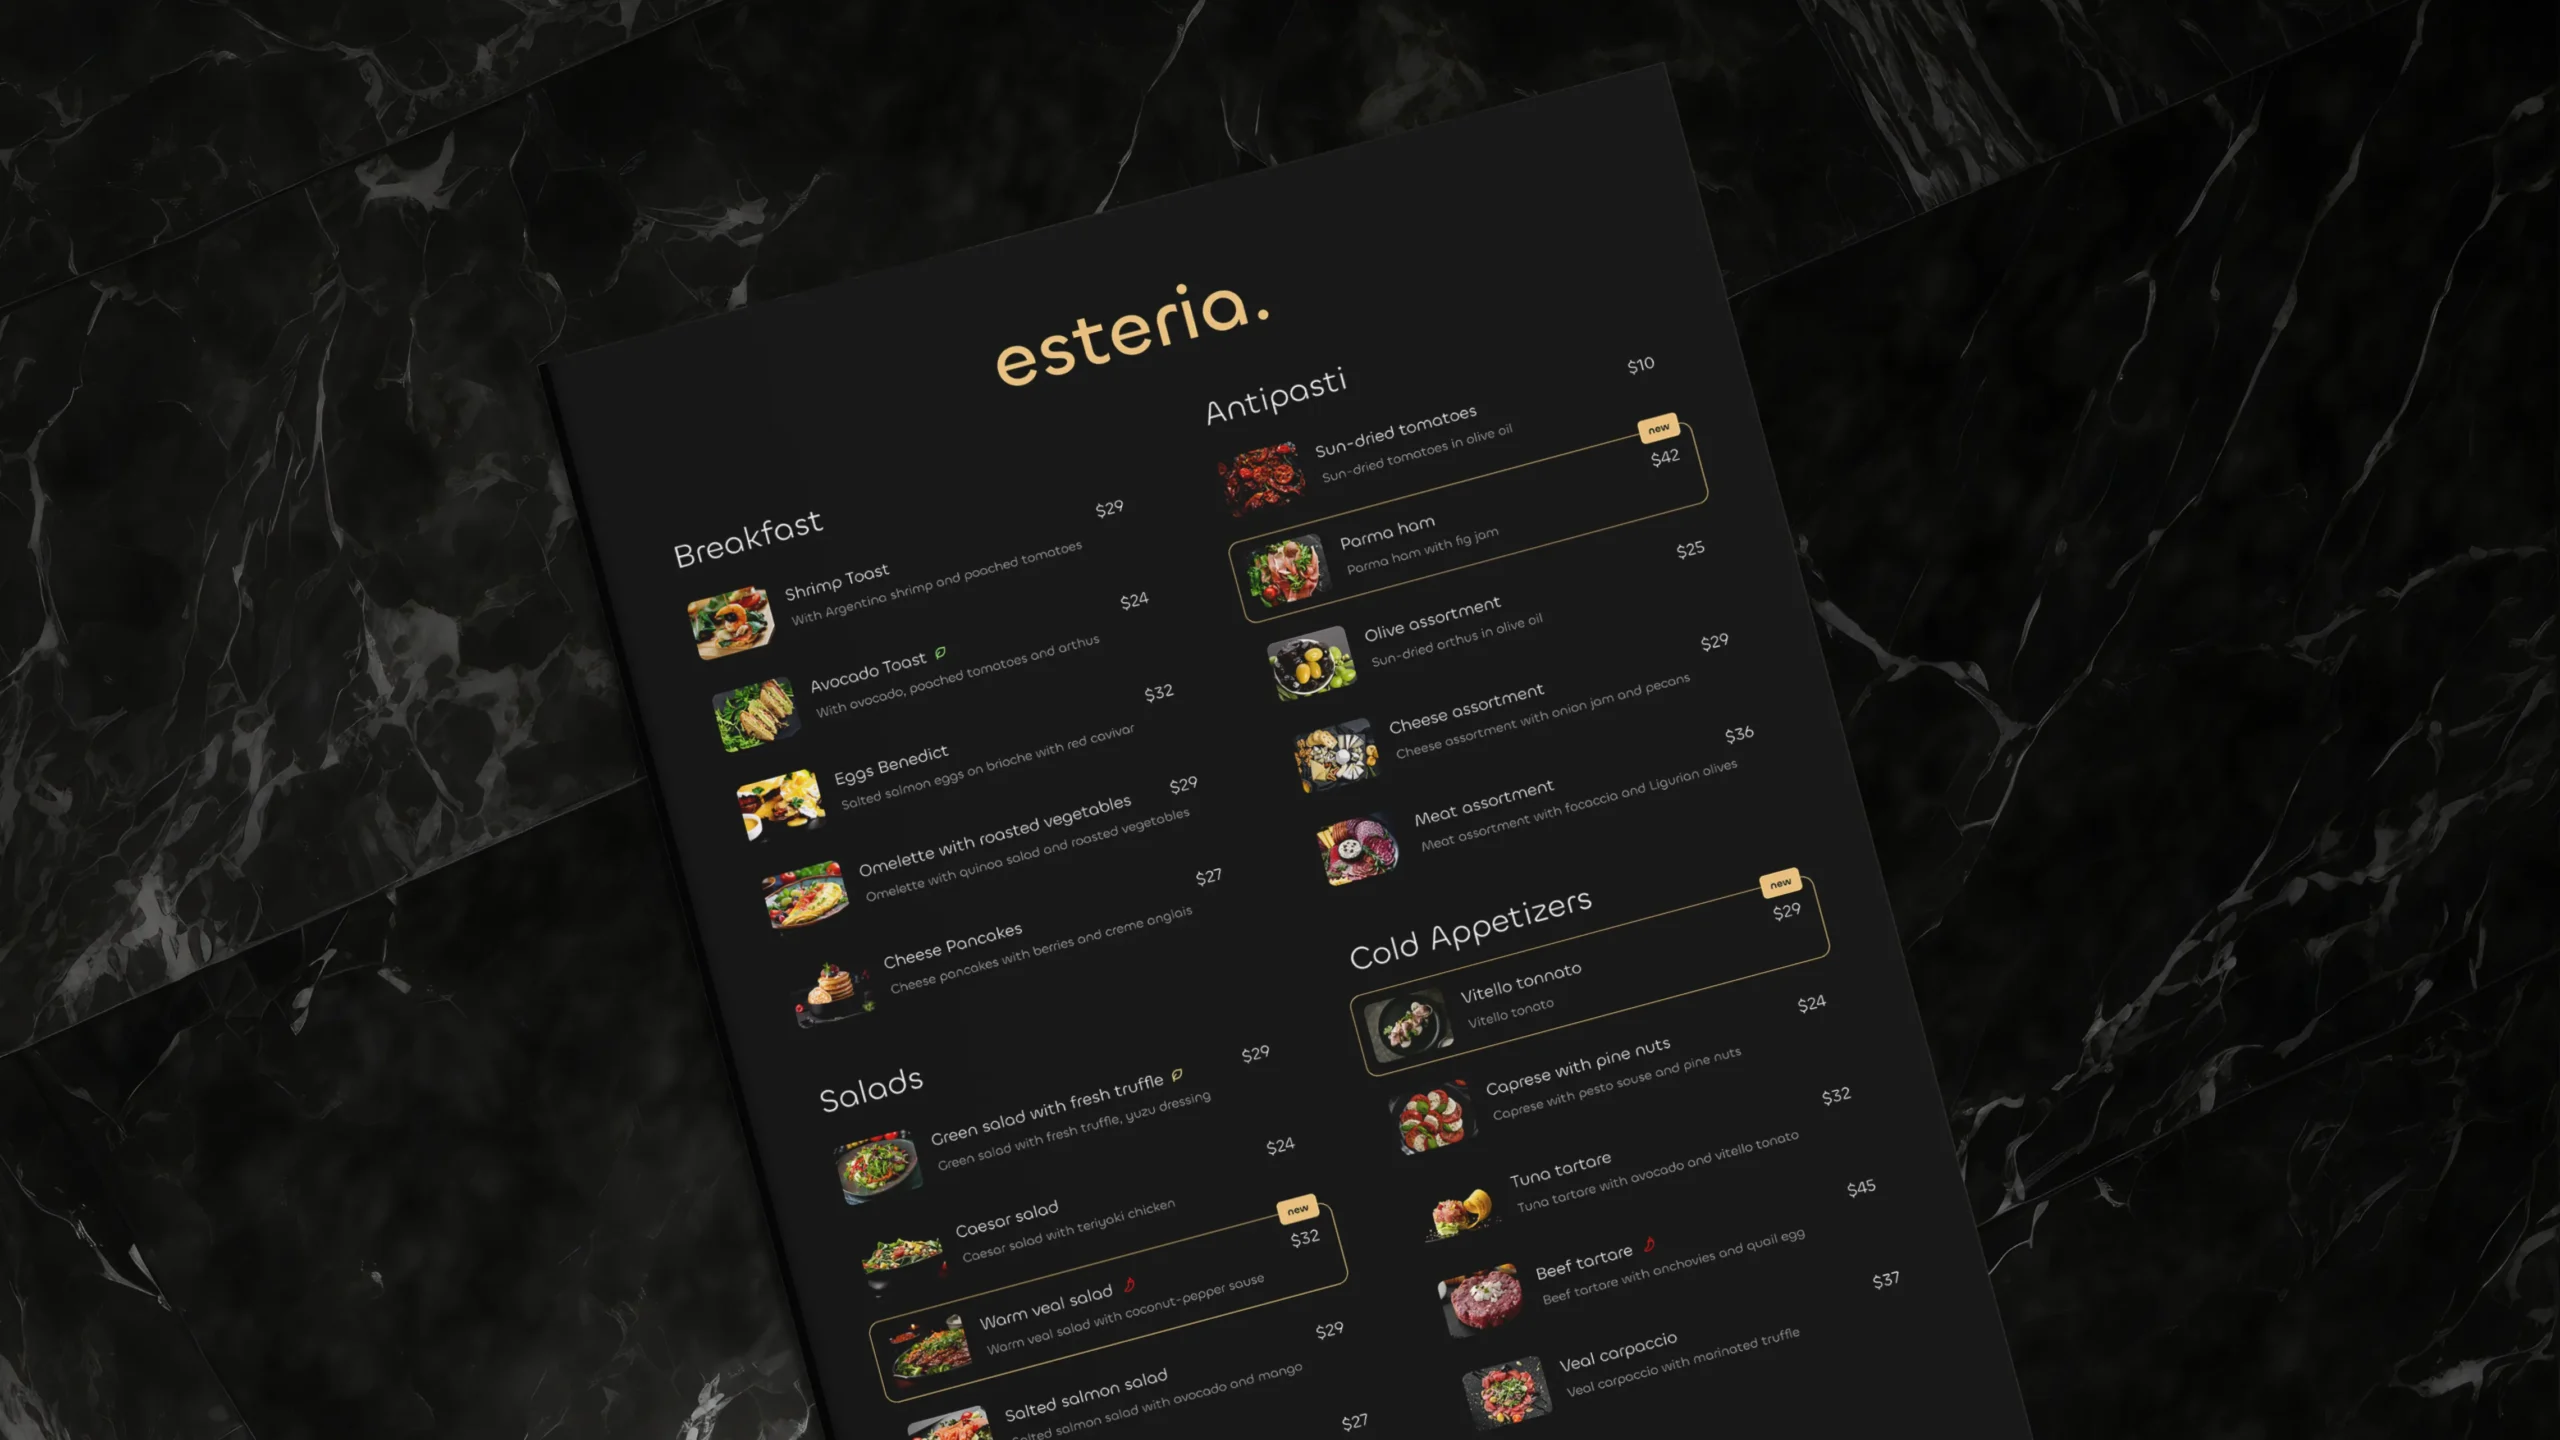 esteria.
Breakfast
Shrimp Toast
$29
With Argentina shrimp and poached tomatoes
Avocado Toast
$24
With avocado, poached tomatoes and arthus
Eggs Benedict
$32
Salted salmon eggs on brioche with red cavivar
Omelette with roasted vegetables
$29
Omelette with quinoa salad and roasted vegetables
Cheese Pancakes
$27
Cheese pancakes with berries and creme anglais
Salads
Green salad with fresh truffle
$29
Green salad with fresh truffle, yuzu dressing
Caesar salad
$24
Caesar salad with teriyaki chicken
new
Warm veal salad
$32
Warm veal salad with coconut-pepper sause
Salted salmon salad
$29
Salted salmon salad with avocado and mango
$27
Antipasti
Sun-dried tomatoes
$10
Sun-dried tomatoes in olive oil
new
Parma ham
$42
Parma ham with fig jam
Olive assortment
$25
Sun-dried arthus in olive oil
Cheese assortment
$29
Cheese assortment with onion jam and pecans
Meat assortment
$36
Meat assortment with focaccia and Ligurian olives
Cold Appetizers
new
Vitello tonnato
$29
Vitello tonato
Caprese with pine nuts
$24
Caprese with pesto souse and pine nuts
Tuna tartare
$32
Tuna tartare with avocado and vitello tonato
Beef tartare
$45
Beef tartare with anchovies and quail egg
Veal carpaccio
$37
Veal carpaccio with marinated truffle